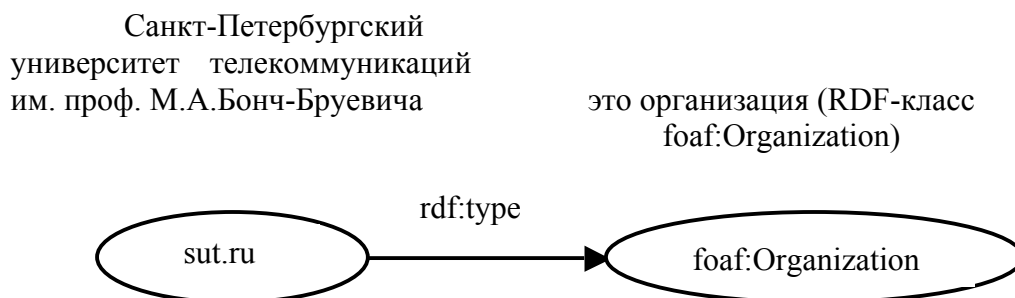 Санкт-Петербургский
университет телекоммуникаций
им. проф. М.А.Бонч-Бруевича
это организация (RDF-класс
foaf:Organization)
rdf:type
sut.ru
foaf:Organization